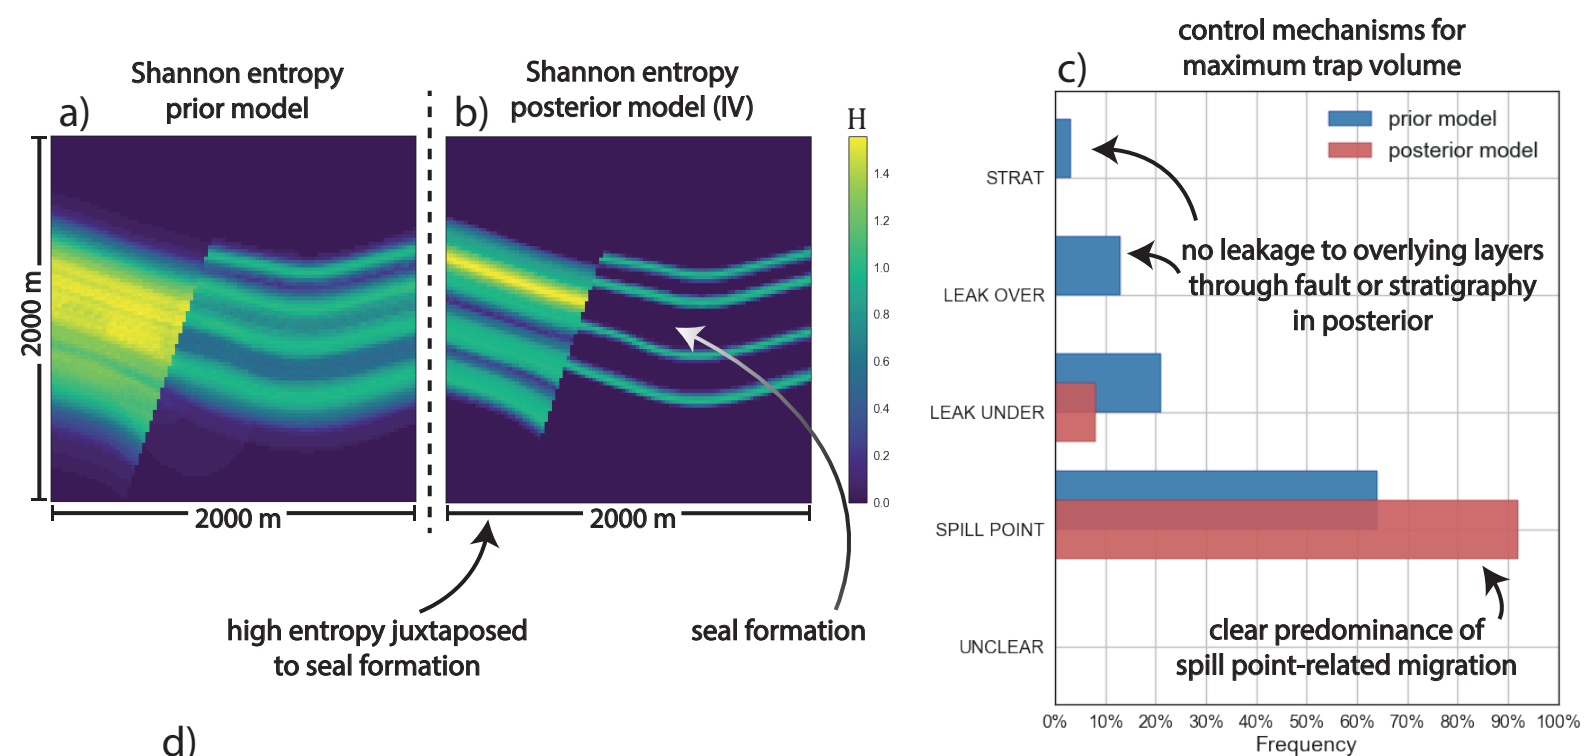 Shannon entropy
prior model
a)
2000 m
2000 m
Shannon entropy
posterior model (IV)
b)
2000 m
H
1.4
1.2
1.0
0.8
0.6
0.4
0.2
0.0
high entropy juxtaposed
to seal formation
seal formation
control mechanisms for
maximum trap volume
c)
prior model
posterior model
STRAT
LEAK OVER
LEAK UNDER
SPILL POINT
UNCLEAR
no leakage to overlying layers
through fault or stratigraphy
in posterior
clear predominance of
spill point-related migration
0% 10% 20% 30% 40% 50% 60% 70% 80% 90% 100%
Frequency
d)